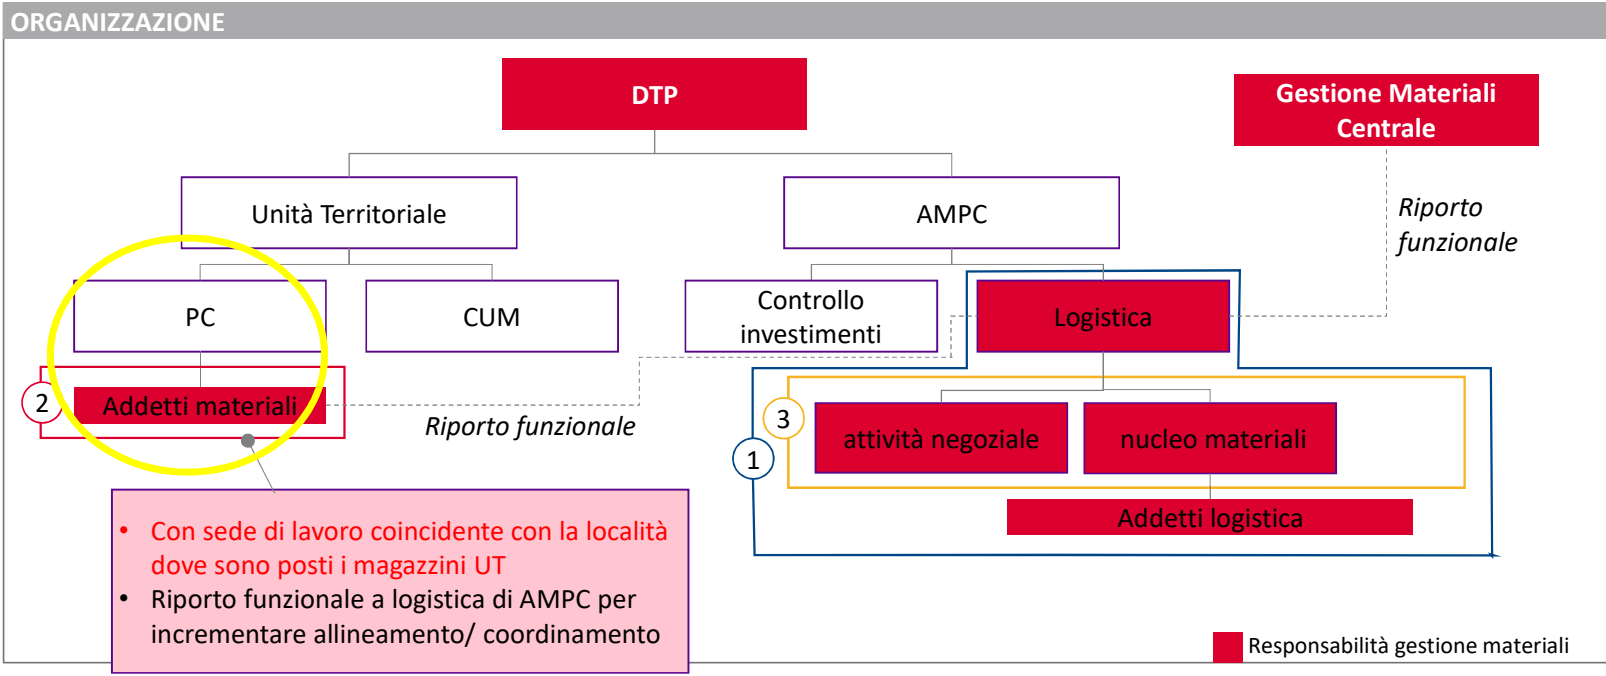 ORGANIZZAZIONE
DTP
Gestione Materiali
Centrale
Unità Territoriale
AMPC
Riporto
funzionale
PC
CUM
Controllo
investimenti
Logistica
2
Addetti materiali
Riporto funzionale
3
attività negoziale
nucleo materiali
1
Addetti logistica
• Con sede di lavoro coincidente con la località
dove sono posti i magazzini UT
• Riporto funzionale a logistica di AMPC per
incrementare allineamento/ coordinamento
Responsabilità gestione materiali